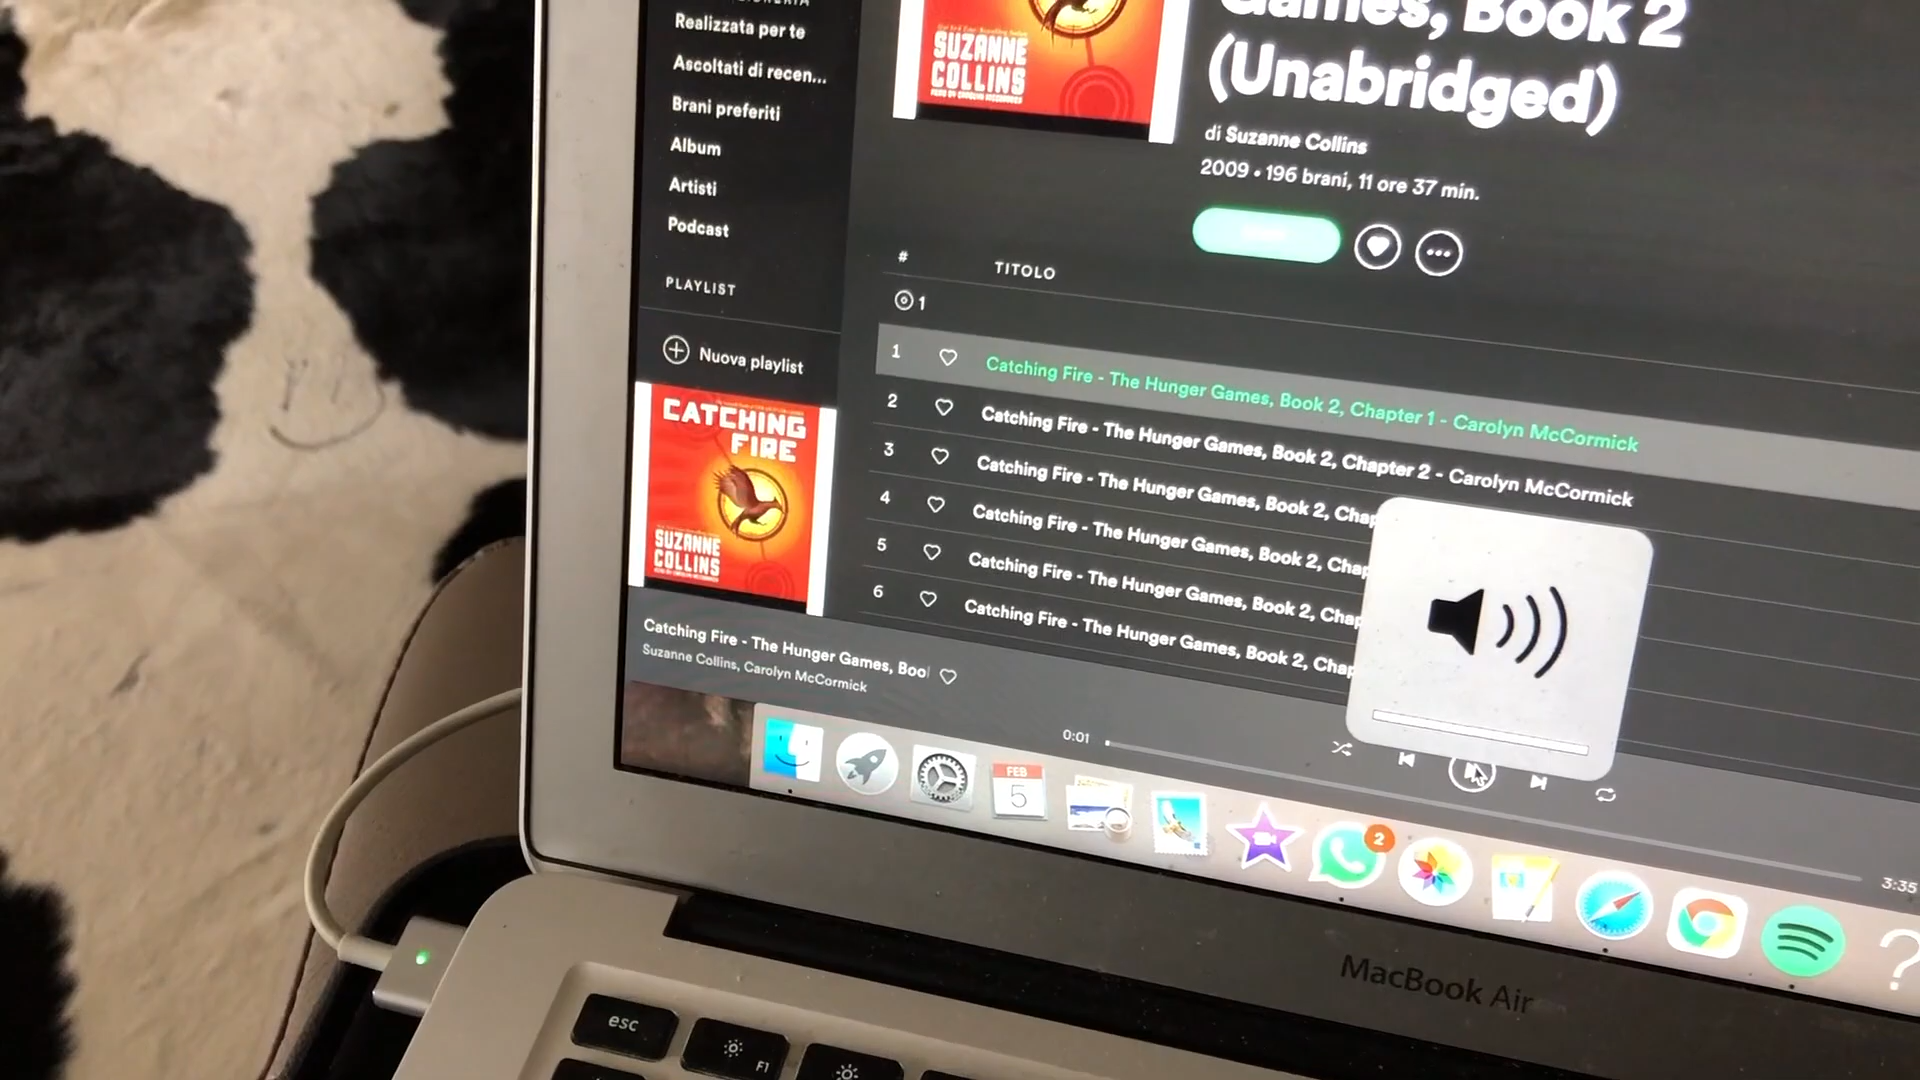 Realizzata per te
Ascoltati di recen...
Brani preferiti
Album
Artisti
Podcast
PLAYLIST
Nuova playlist
SUZANNE
COLLINS
READ BY CAROLYN MCCORMICK
Games, Book 2
(Unabridged)
di Suzanne Collins
2009 • 196 brani, 11 ore 37 min.
# TITOLO
1
1 Catching Fire - The Hunger Games, Book 2, Chapter 1 - Carolyn McCormick
2 Catching Fire - The Hunger Games, Book 2, Chapter 2 - Carolyn McCormick
3 Catching Fire - The Hunger Games, Book 2, Chap
4 Catching Fire - The Hunger Games, Book 2, Chap
5 Catching Fire - The Hunger Games, Book 2, Chap
6 Catching Fire - The Hunger Games, Book 2, Chap
CATCHING
FIRE
SUZANNE
COLLINS
Catching Fire - The Hunger Games, Boo
Suzanne Collins, Carolyn McCormick
0:01
3:35
FEB
5
2
?
MacBook Air
esc
F1